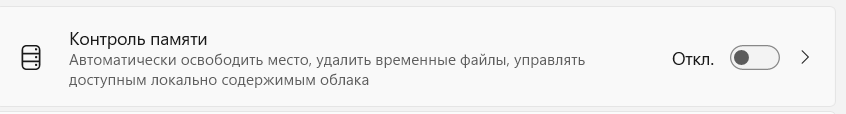 Контроль памяти
Автоматически освободить место, удалить временные файлы, управлять
доступным локально содержимым облака
Откл.